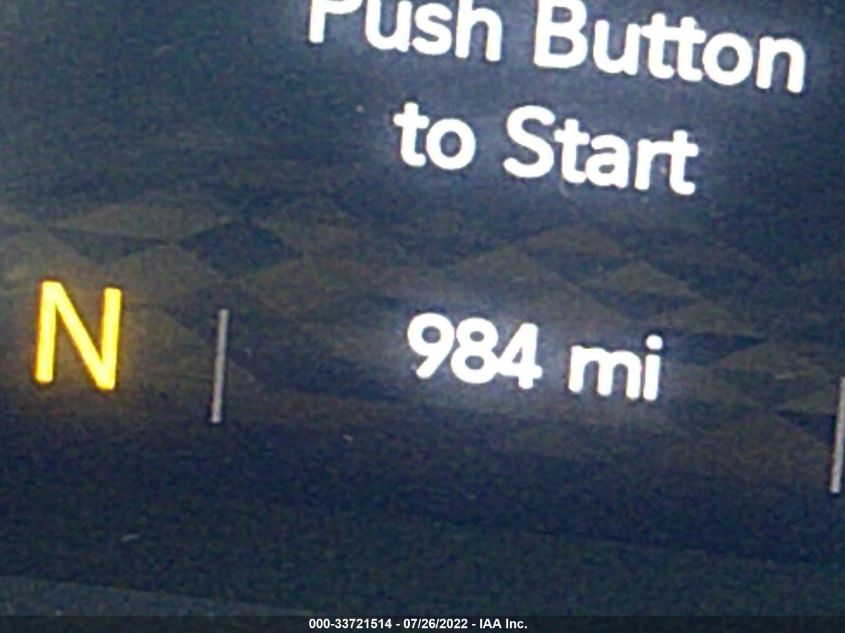 Push Button
to Start
N
984 mi
000-33721514 - 07/26/2022 - IAA Inc.